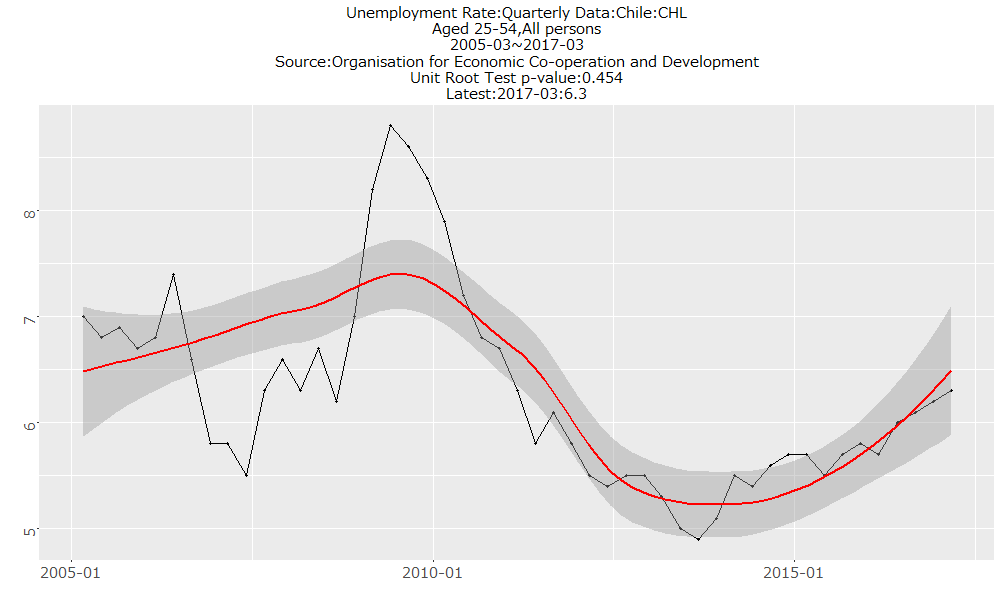 Unemployment Rate:Quarterly Data:Chile:CHL
Aged 25-54,All persons
2005-03~2017-03
Source:Organisation for Economic Co-operation and Development
Unit Root Test p-value:0.454
Latest:2017-03:6.3
8
7
6
5
2005-01
2010-01
2015-01